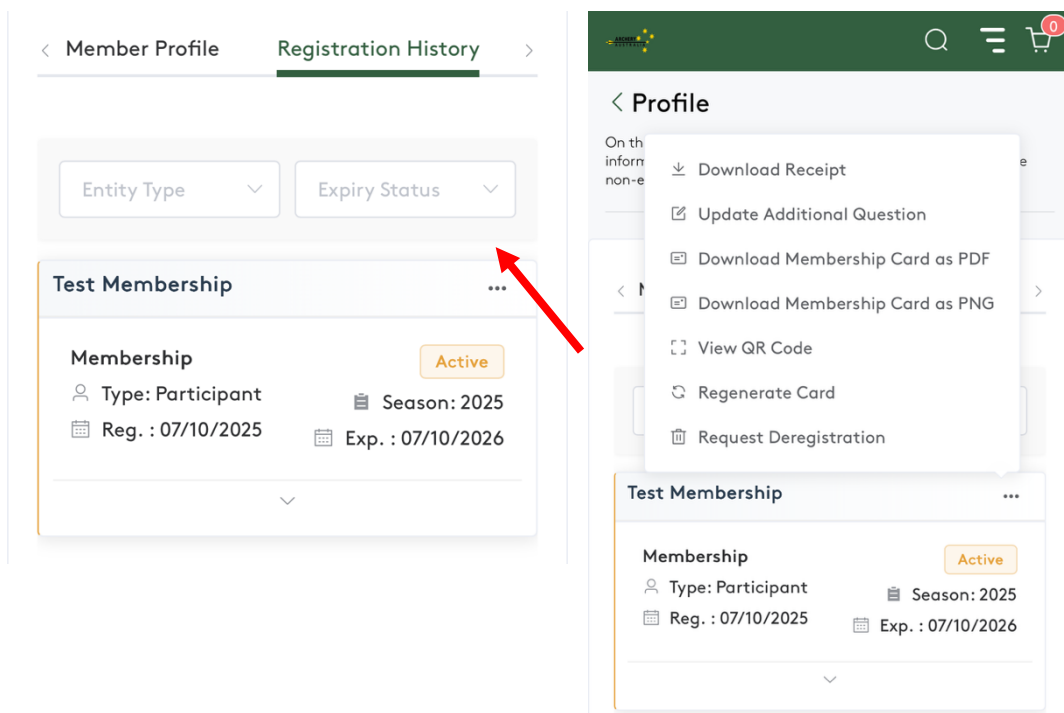 Member Profile
Registration History
Entity Type
Expiry Status
Test Membership
Membership
Active
Type: Participant
Season: 2025
Reg. : 07/10/2025
Exp. : 07/10/2026
ARCHERY
AUSTRALIA
0
Profile
On th
inform
e
non-e
Download Receipt
Update Additional Question
Download Membership Card as PDF
Download Membership Card as PNG
View QR Code
Regenerate Card
Request Deregistration
Test Membership
Membership
Active
Type: Participant
Season: 2025
Reg. : 07/10/2025
Exp. : 07/10/2026